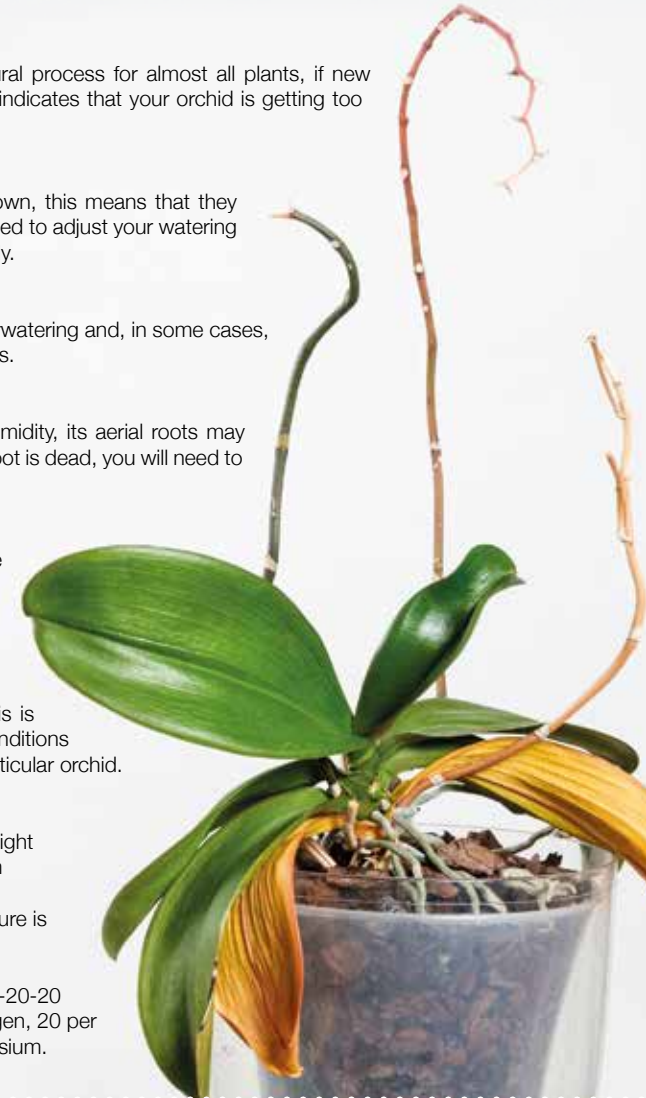 ral process for almost all plants, if new
indicates that your orchid is getting too
own, this means that they
ed to adjust your watering
y.
watering and, in some cases,
s.
midity, its aerial roots may
oot is dead, you will need to
e
is is
nditions
ticular orchid.
ight
n
ure is
-20-20
gen, 20 per
sium.